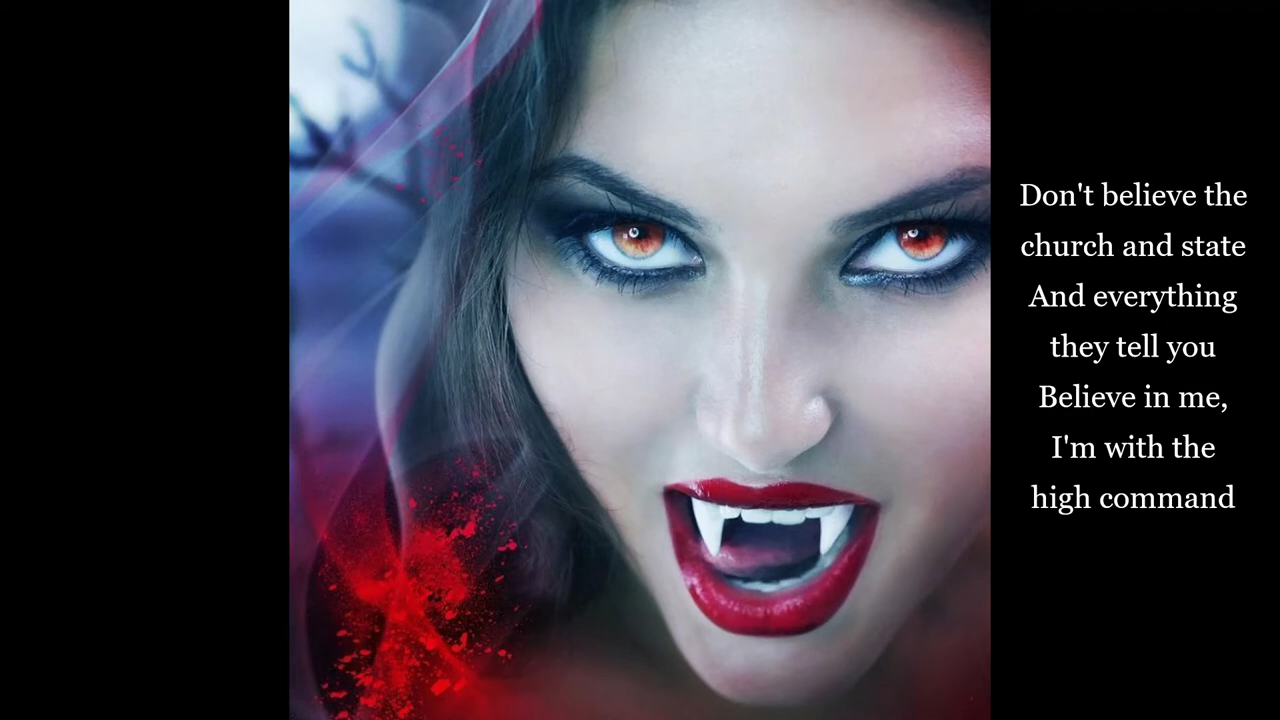 Don't believe the
church and state
And everything
they tell you
Believe in me,
I'm with the
high command